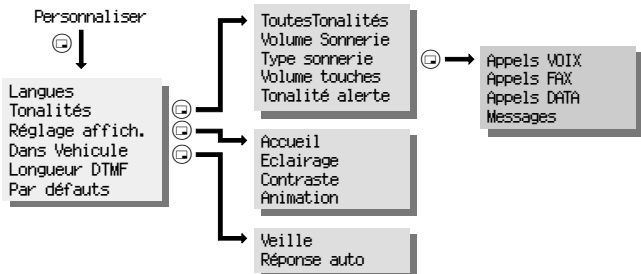 Personnaliser
Langues
Tonalités
Réglage affich.
Dans Vehicule
Longueur DTMF
Par défauts
ToutesTonalités
Volume Sonnerie
Type sonnerie
Volume touches
Tonalité alerte
Appels VOIX
Appels FAX
Appels DATA
Messages
Accueil
Eclairage
Contraste
Animation
Veille
Réponse auto